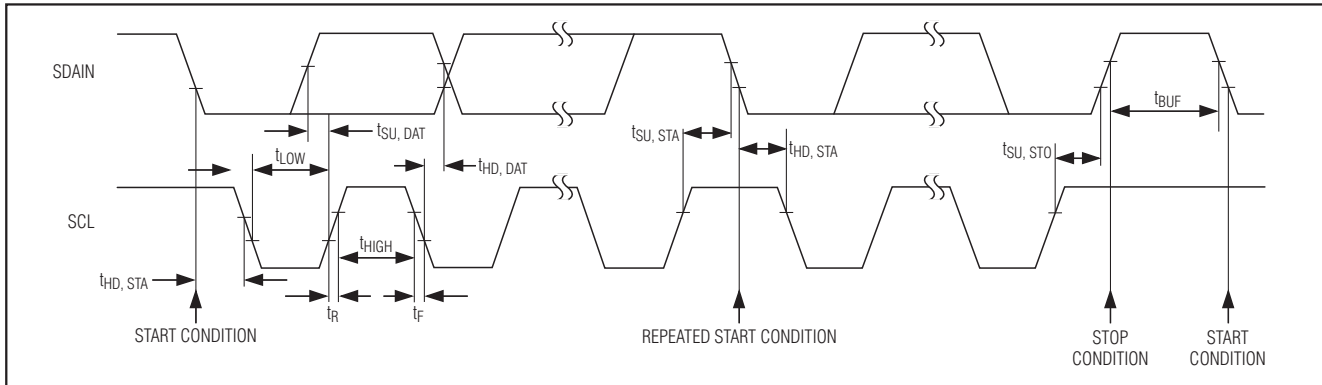 SDAIN
tSU, DAT
tLOW
tHD, DAT
tSU, STA
tHD, STA
tBUF
tSU, STO
SCL
tHIGH
tHD, STA
tR
tF
START CONDITION
REPEATED START CONDITION
STOP
CONDITION
START
CONDITION